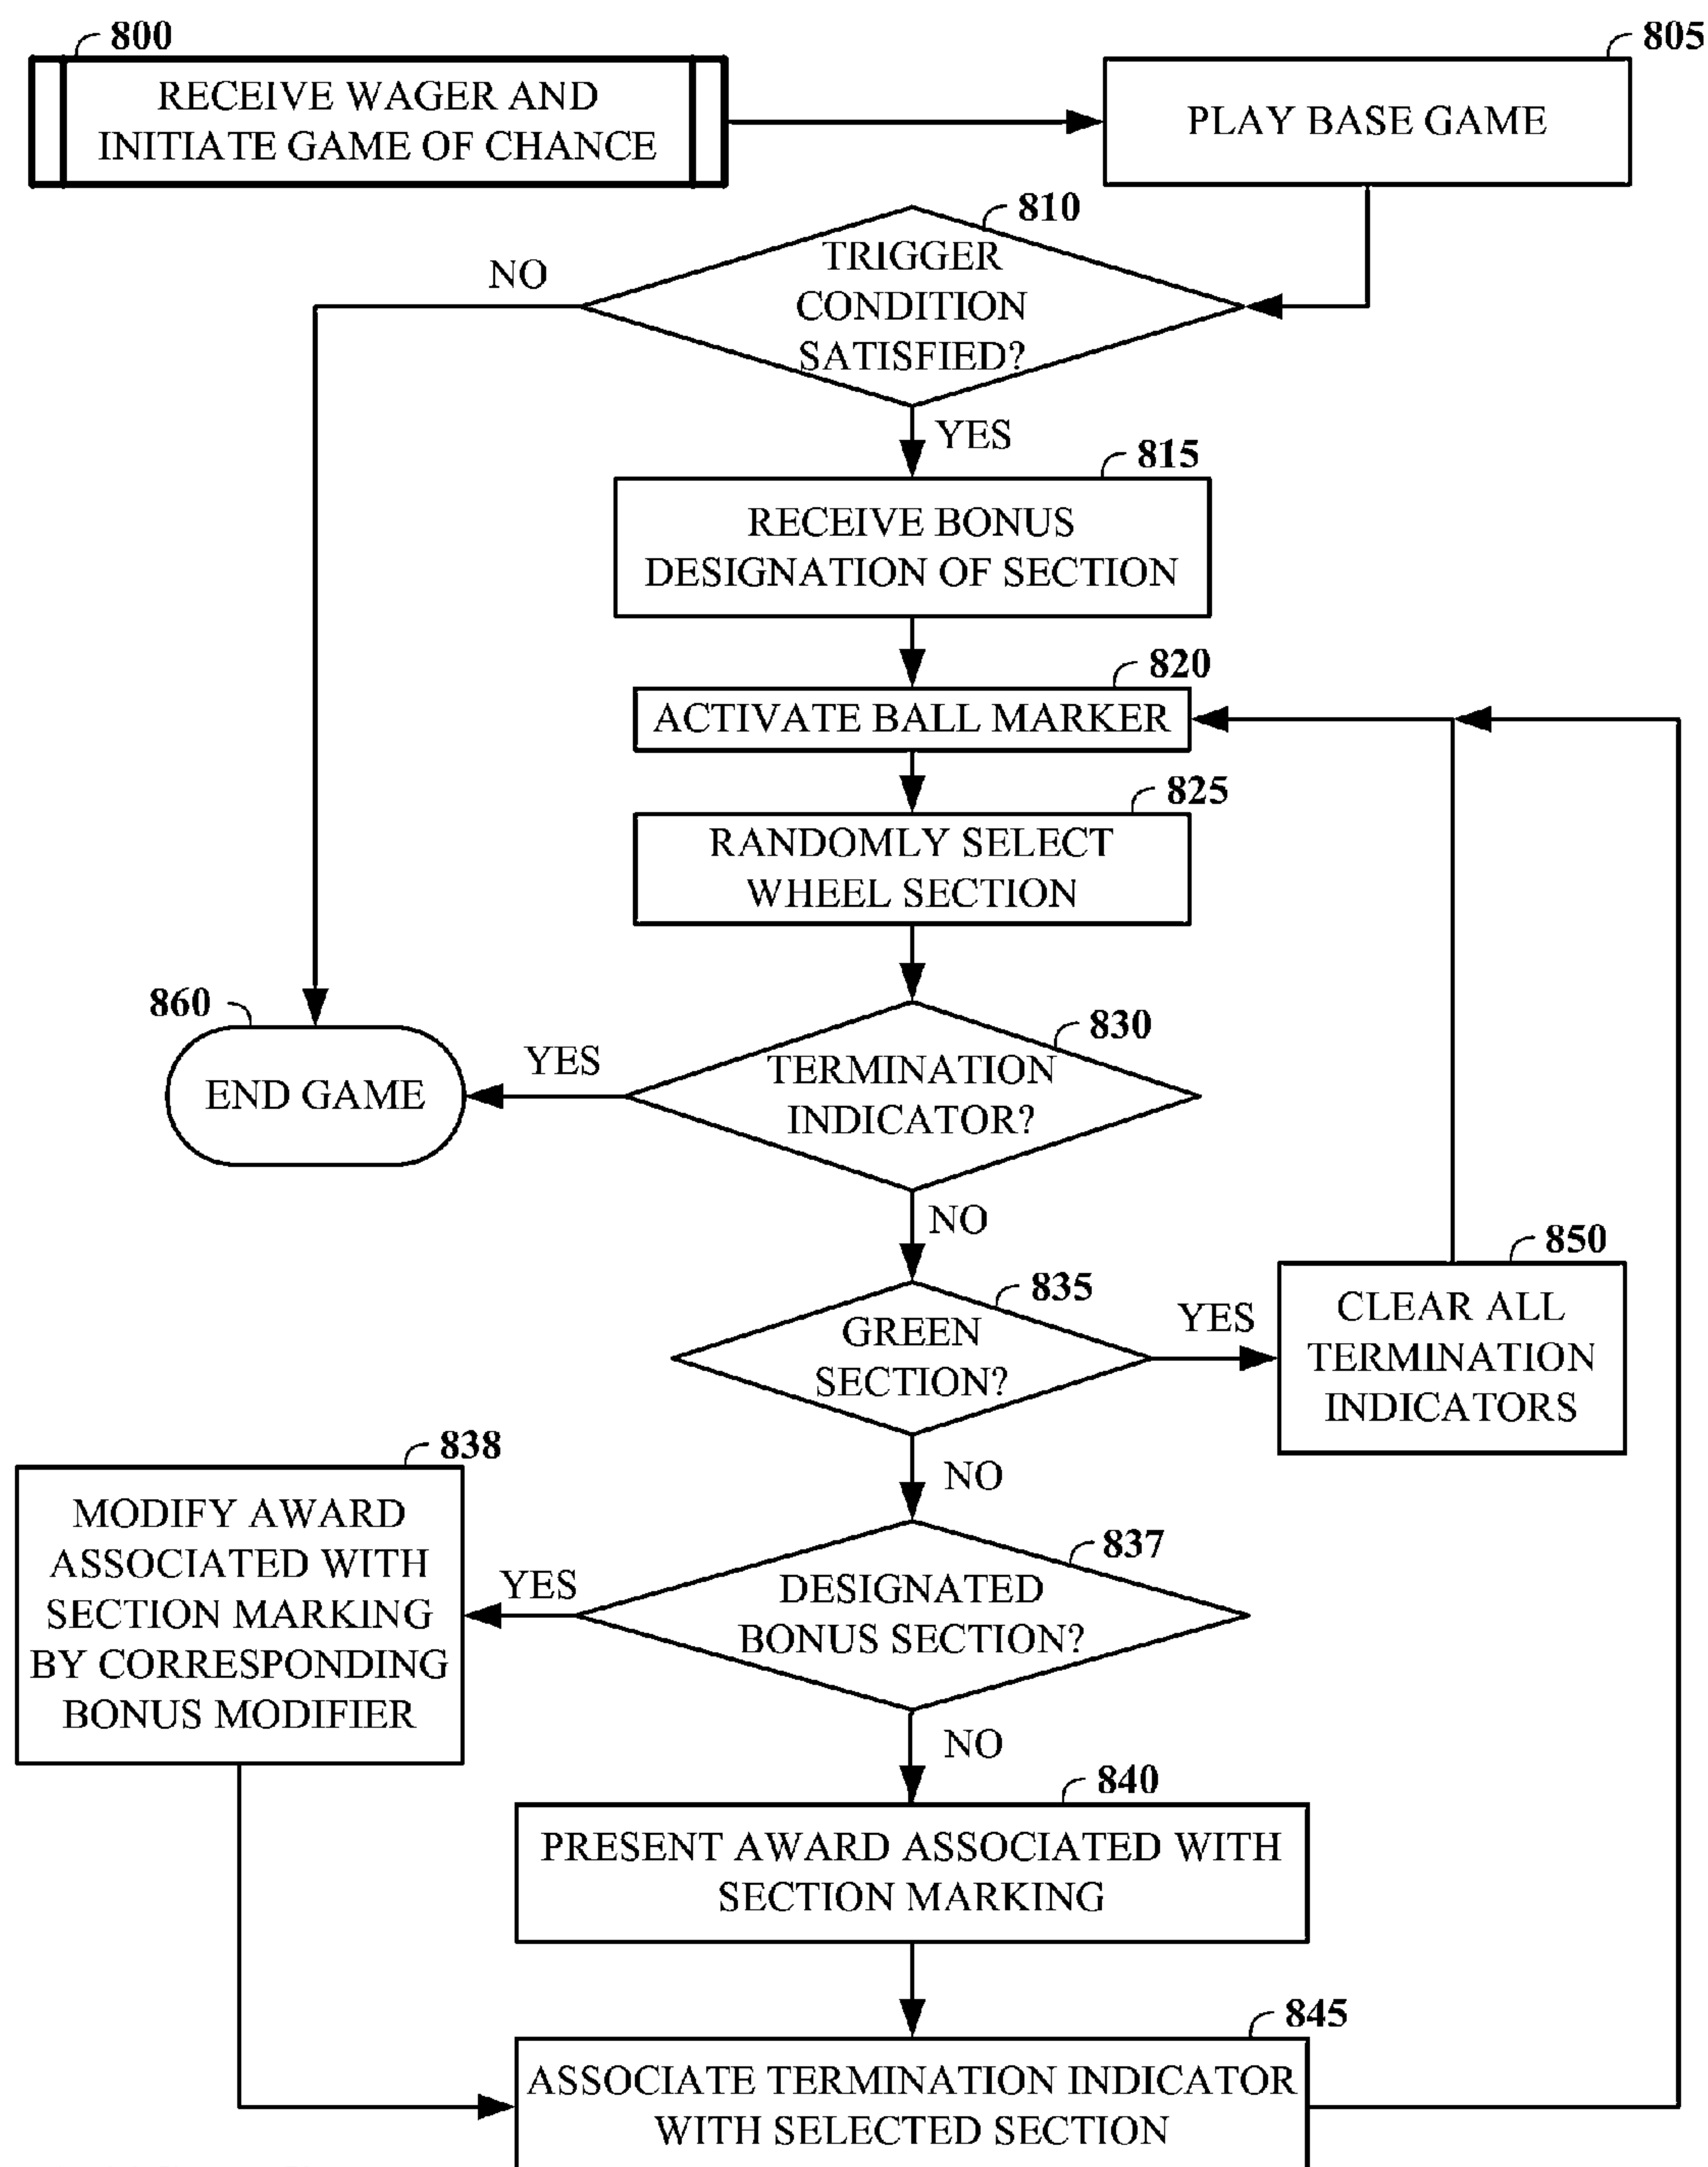 800
RECEIVE WAGER AND
INITIATE GAME OF CHANCE
805
PLAY BASE GAME
810
TRIGGER
CONDITION
SATISFIED?
NO
YES
815
RECEIVE BONUS
DESIGNATION OF SECTION
820
ACTIVATE BALL MARKER
825
RANDOMLY SELECT
WHEEL SECTION
830
TERMINATION
INDICATOR?
YES
860
END GAME
NO
835
GREEN
SECTION?
YES
850
CLEAR ALL
TERMINATION
INDICATORS
NO
837
DESIGNATED
BONUS SECTION?
YES
838
MODIFY AWARD
ASSOCIATED WITH
SECTION MARKING
BY CORRESPONDING
BONUS MODIFIER
NO
840
PRESENT AWARD ASSOCIATED WITH
SECTION MARKING
845
ASSOCIATE TERMINATION INDICATOR
WITH SELECTED SECTION